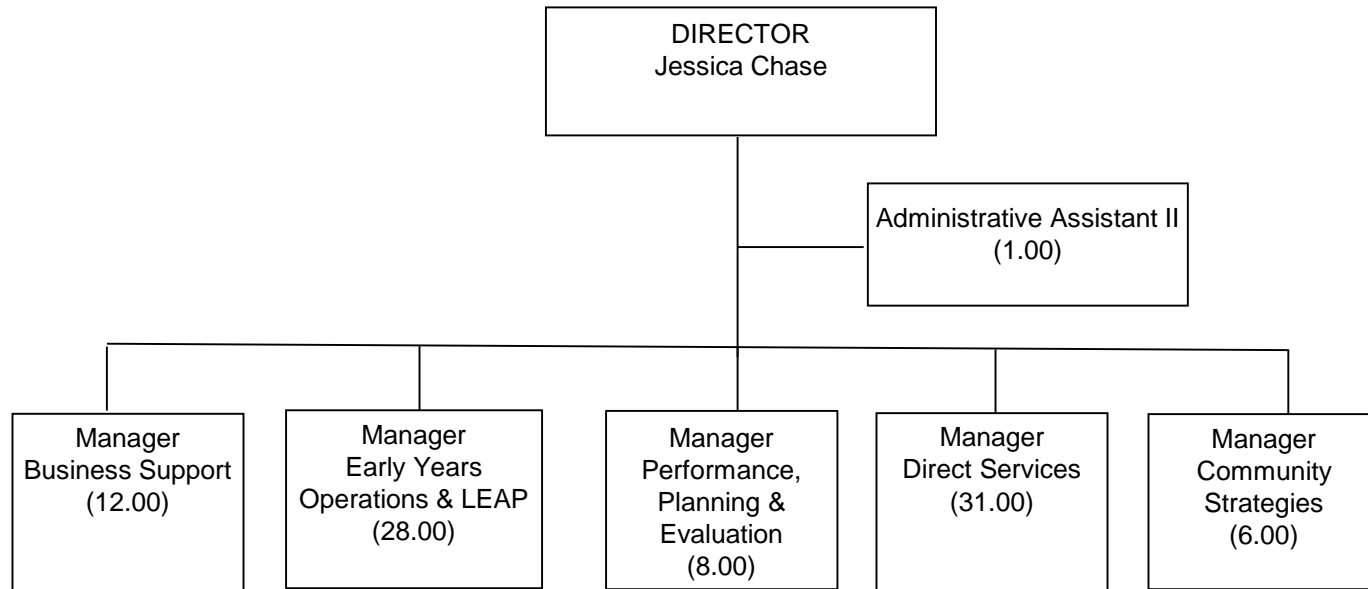 DIRECTOR
Jessica Chase
Administrative Assistant II
(1.00)
Manager
Business Support
(12.00)
Manager
Early Years
Operations & LEAP
(28.00)
Manager
Performance,
Planning &
Evaluation
(8.00)
Manager
Direct Services
(31.00)
Manager
Community
Strategies
(6.00)